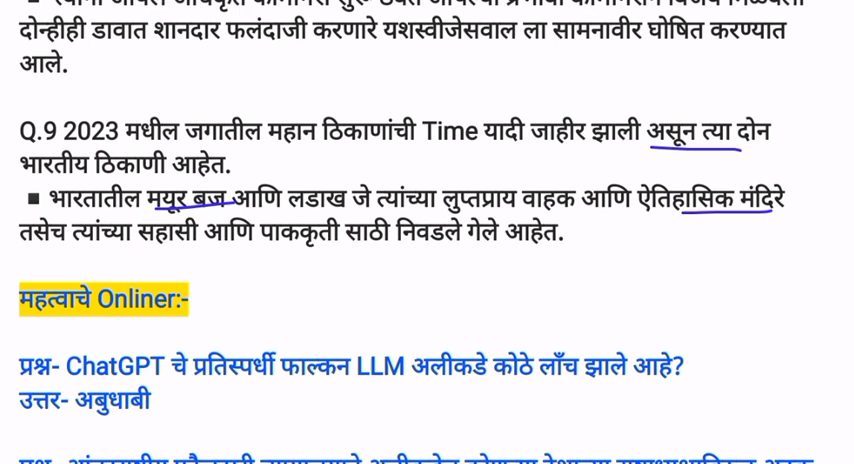 दोन्हीही डावात शानदार फलंदाजी करणारे यशस्वीजेसवाल ला सामनावीर घोषित करण्यात
आले.
Q.9 2023 मधील जगातील महान ठिकाणांची Time यादी जाहीर झाली असून त्या दोन
भारतीय ठिकाणी आहेत.
▪ भारतातील मयूर बज आणि लडाख जे त्यांच्या लुप्तप्राय वाहक आणि ऐतिहासिक मंदिरे
तसेच त्यांच्या सहासी आणि पाककृती साठी निवडले गेले आहेत.
महत्वाचे Onliner:-
प्रश्न- ChatGPT चे प्रतिस्पर्धी फाल्कन LLM अलीकडे कोठे लाँच झाले आहे?
उत्तर- अबुधाबी